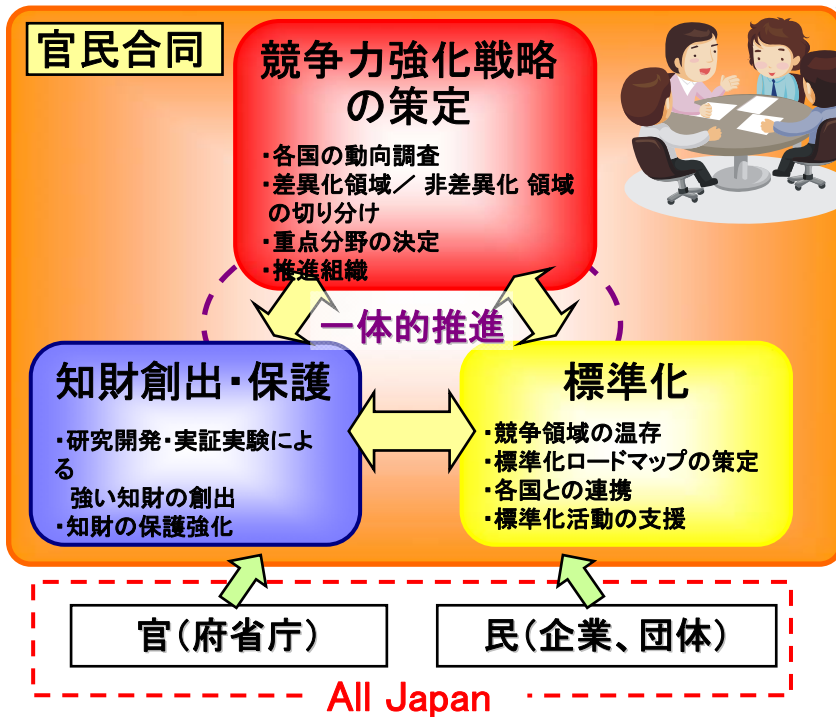 官民合同
競争力強化戦略
の策定
・各国の動向調査
・差異化領域／ 非差異化 領域
の切り分け
・重点分野の決定
・推進組織
一体的推進
知財創出・保護
・研究開発・実証実験によ
る
強い知財の創出
・知財の保護強化
標準化
・競争領域の温存
・標準化ロードマップの策定
・各国との連携
・標準化活動の支援
官（府省庁）
民（企業、団体）
All Japan